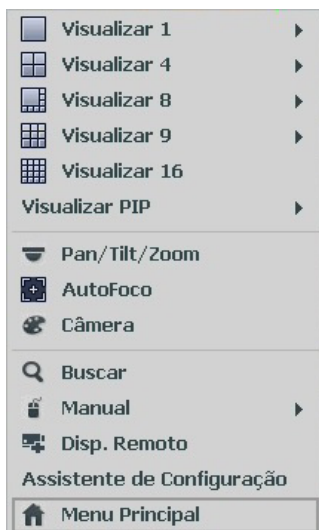 Visualizar 1
Visualizar 4
Visualizar 8
Visualizar 9
Visualizar 16
Visualizar PIP
Pan/Tilt/Zoom
AutoFoco
Câmera
Buscar
Manual
Disp. Remoto
Assistente de Configuração
Menu Principal